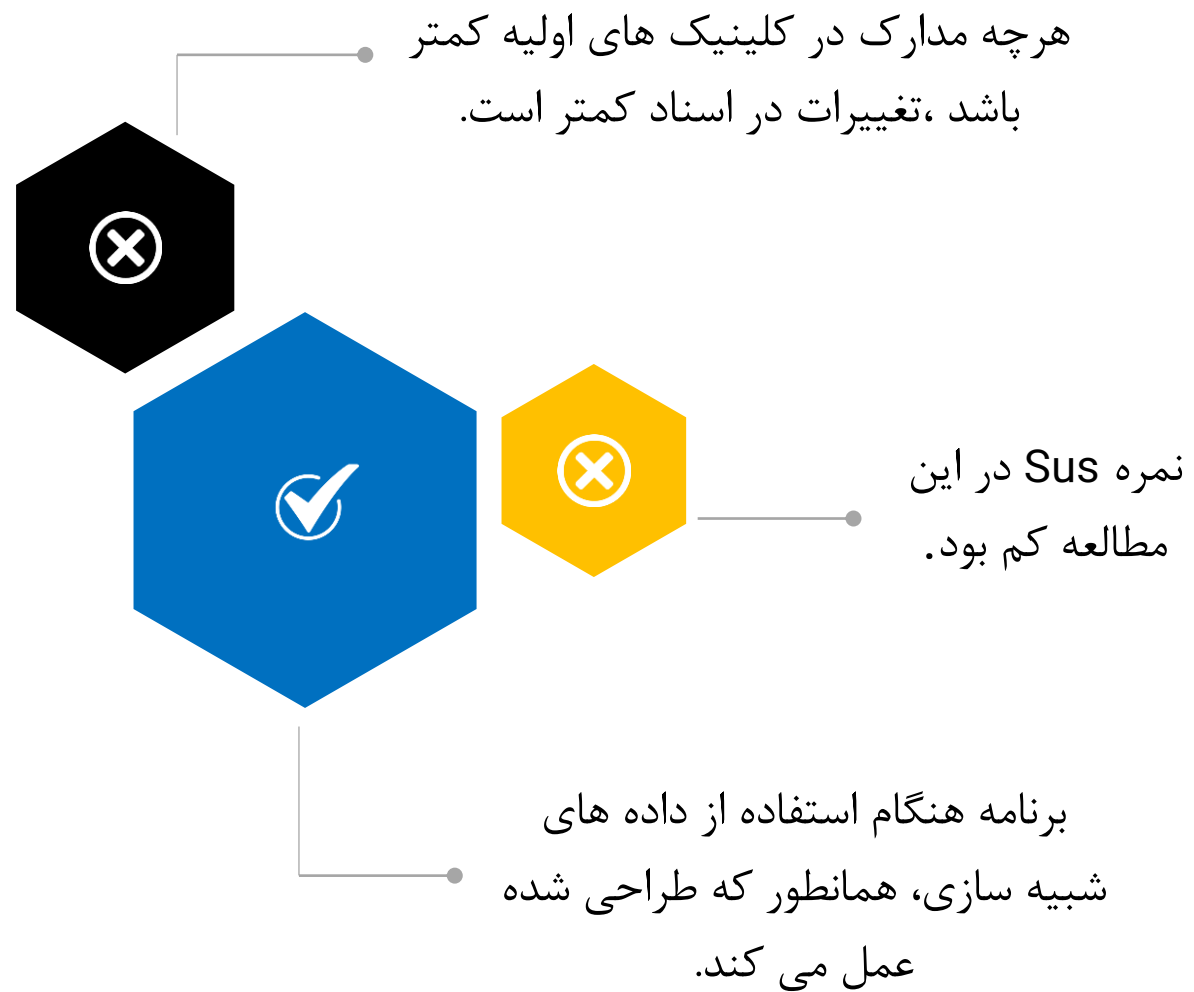 هرچه مدارک در کلینیک های اولیه کمتر
باشد ،تغییرات در اسناد کمتر است.
نمره Sus در این
مطالعه کم بود.
برنامه هنگام استفاده از داده های
شبیه سازی، همانطور که طراحی شده
عمل می کند.